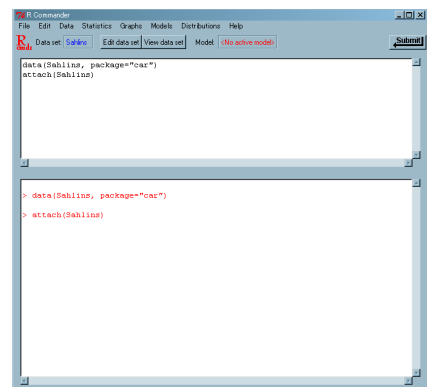 R Commander
File Edit Data Statistics Graphs Models Distributions Help
R cmdr Data set: Sahlins Edit data set View data set Model: <No active model> Submit
data(Sahlins, package="car")
attach(Sahlins)
> data(Sahlins, package="car")
> attach(Sahlins)